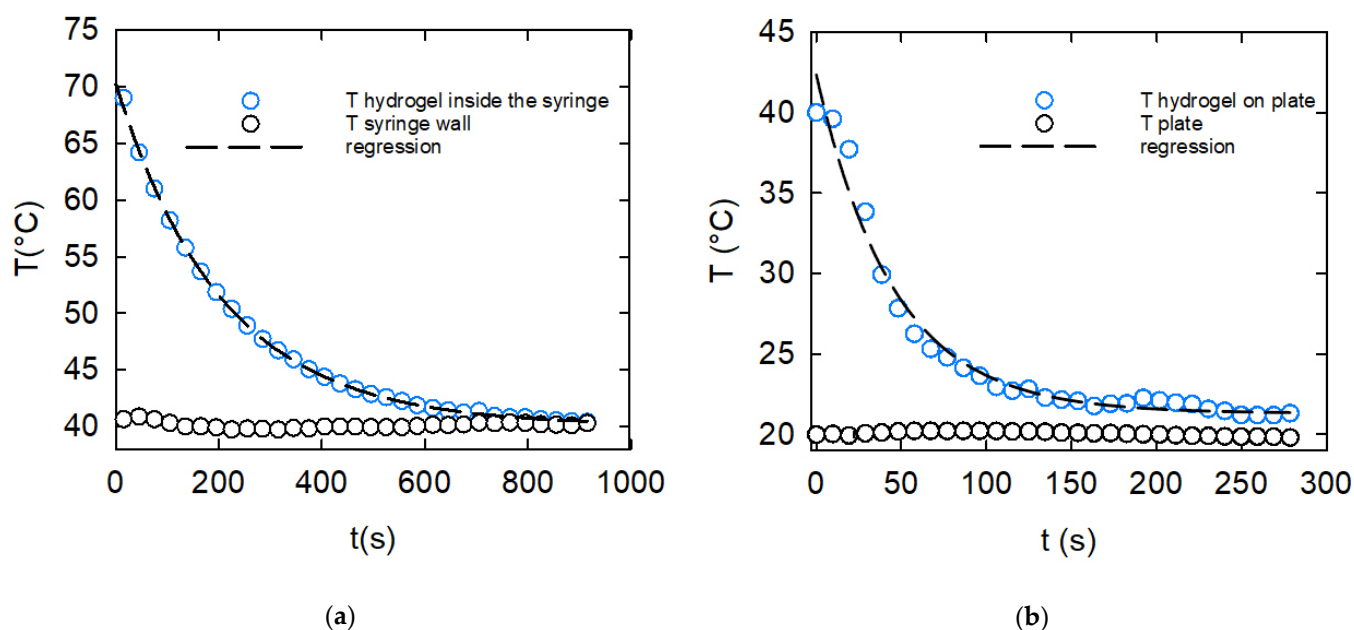 75
70
65
60
55
50
45
40
T(°C)
T hydrogel inside the syringe
T syringe wall
regression
0 200 400 600 800 1000
t(s)
(a)
45
40
35
30
25
20
T (°C)
T hydrogel on plate
T plate
regression
0 50 100 150 200 250 300
t (s)
(b)